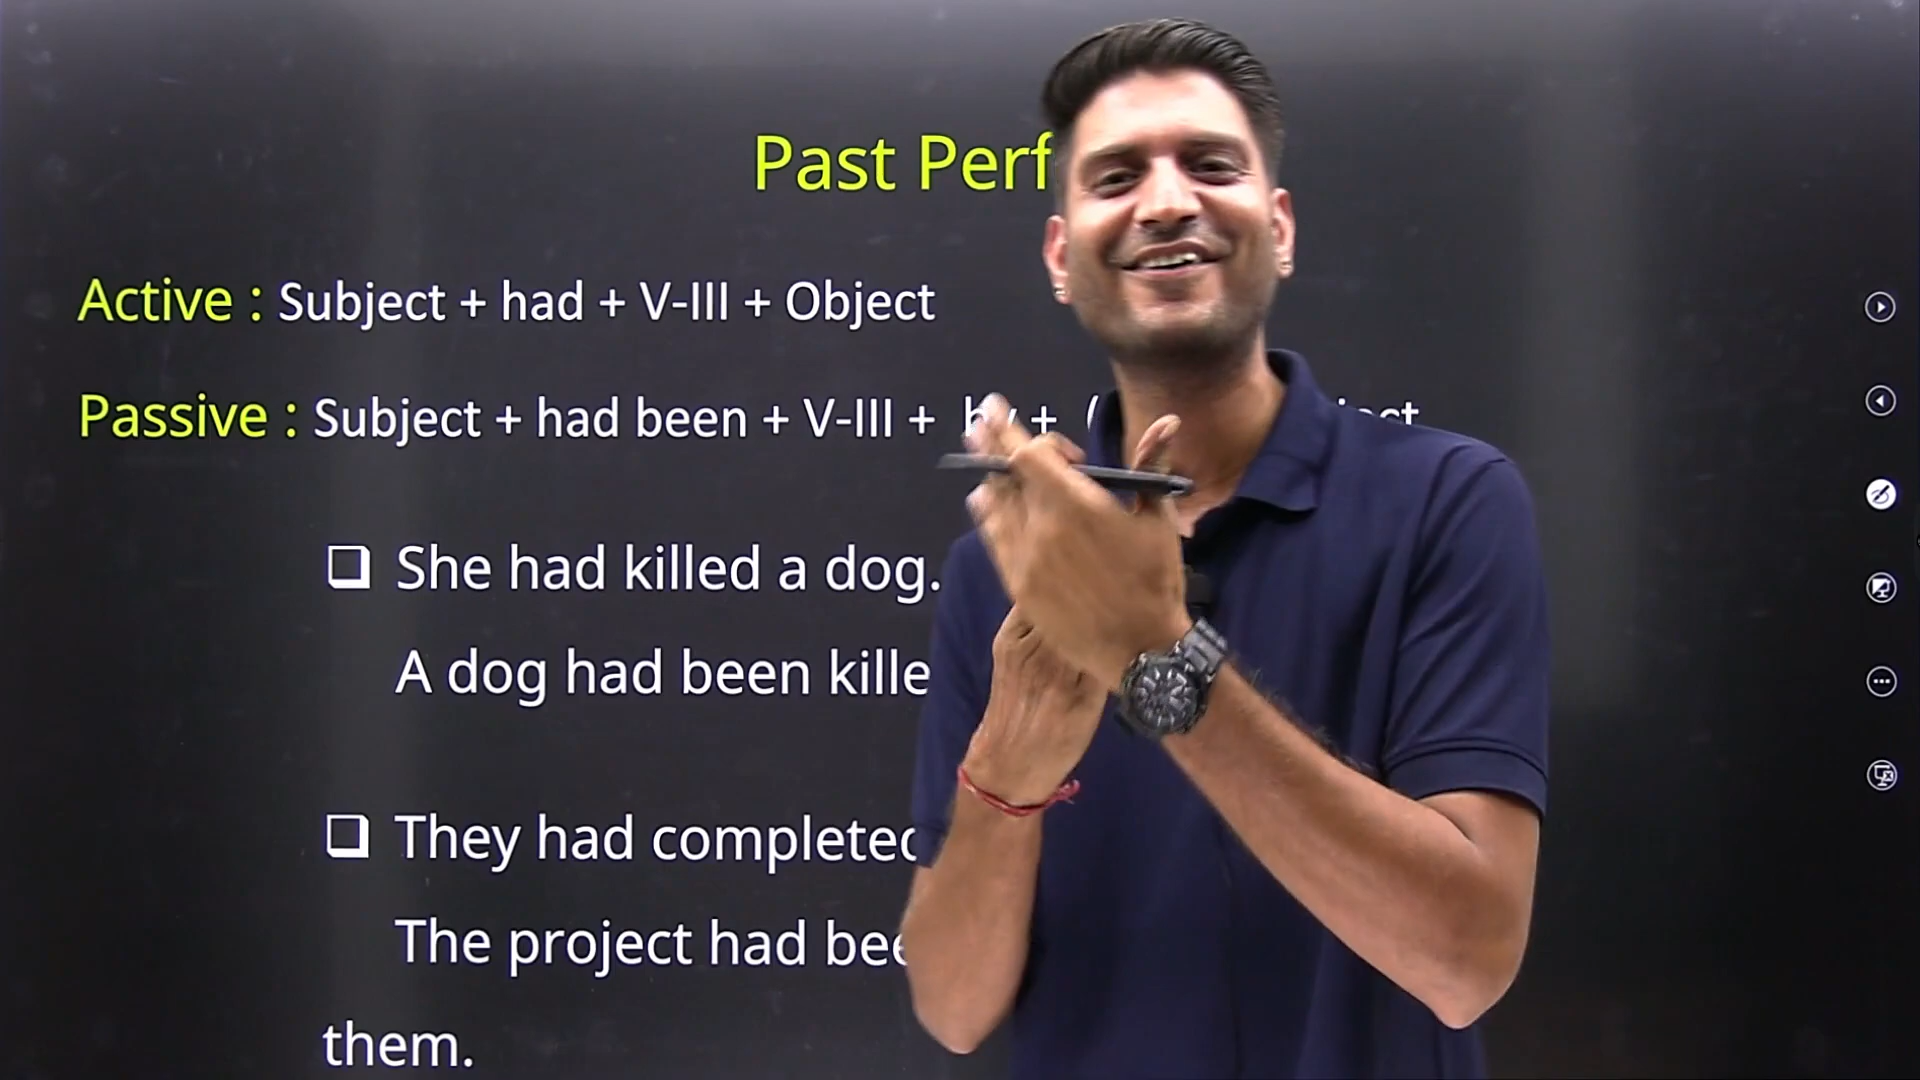 Past Perf
Active : Subject + had + V-III + Object
Passive : Subject + had been + V-III + by + (
❑ She had killed a dog.
A dog had been kille
❑ They had completed
The project had bee
them.